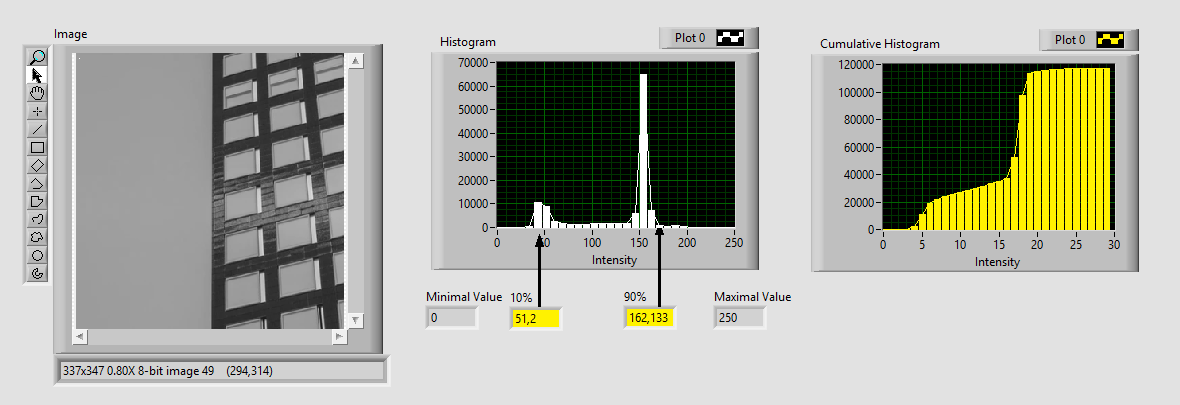 Image
337x347 0.80X 8-bit image 49 (294,314)
Histogram
Plot 0
70000
60000
50000
40000
30000
20000
10000
0
0 50 100 150 200 250
Intensity
Minimal Value
0
10%
51,2
90%
162,133
Maximal Value
250
Cumulative Histogram
Plot 0
120000
100000
80000
60000
40000
20000
0
0 5 10 15 20 25 30
Intensity